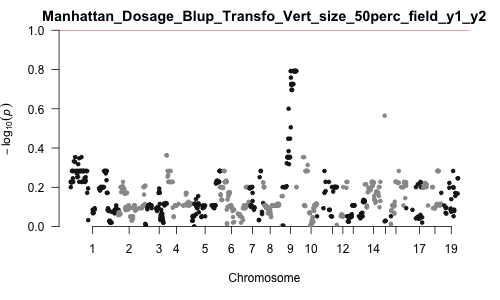 Manhattan_Dosage_Blup_Transfo_Vert_size_50perc_field_y1_y2
1.0
0.8
0.6
0.4
0.2
0.0
− log10(p)
1 2 3 4 5 6 7 8 9 10 12 14 17 19
Chromosome